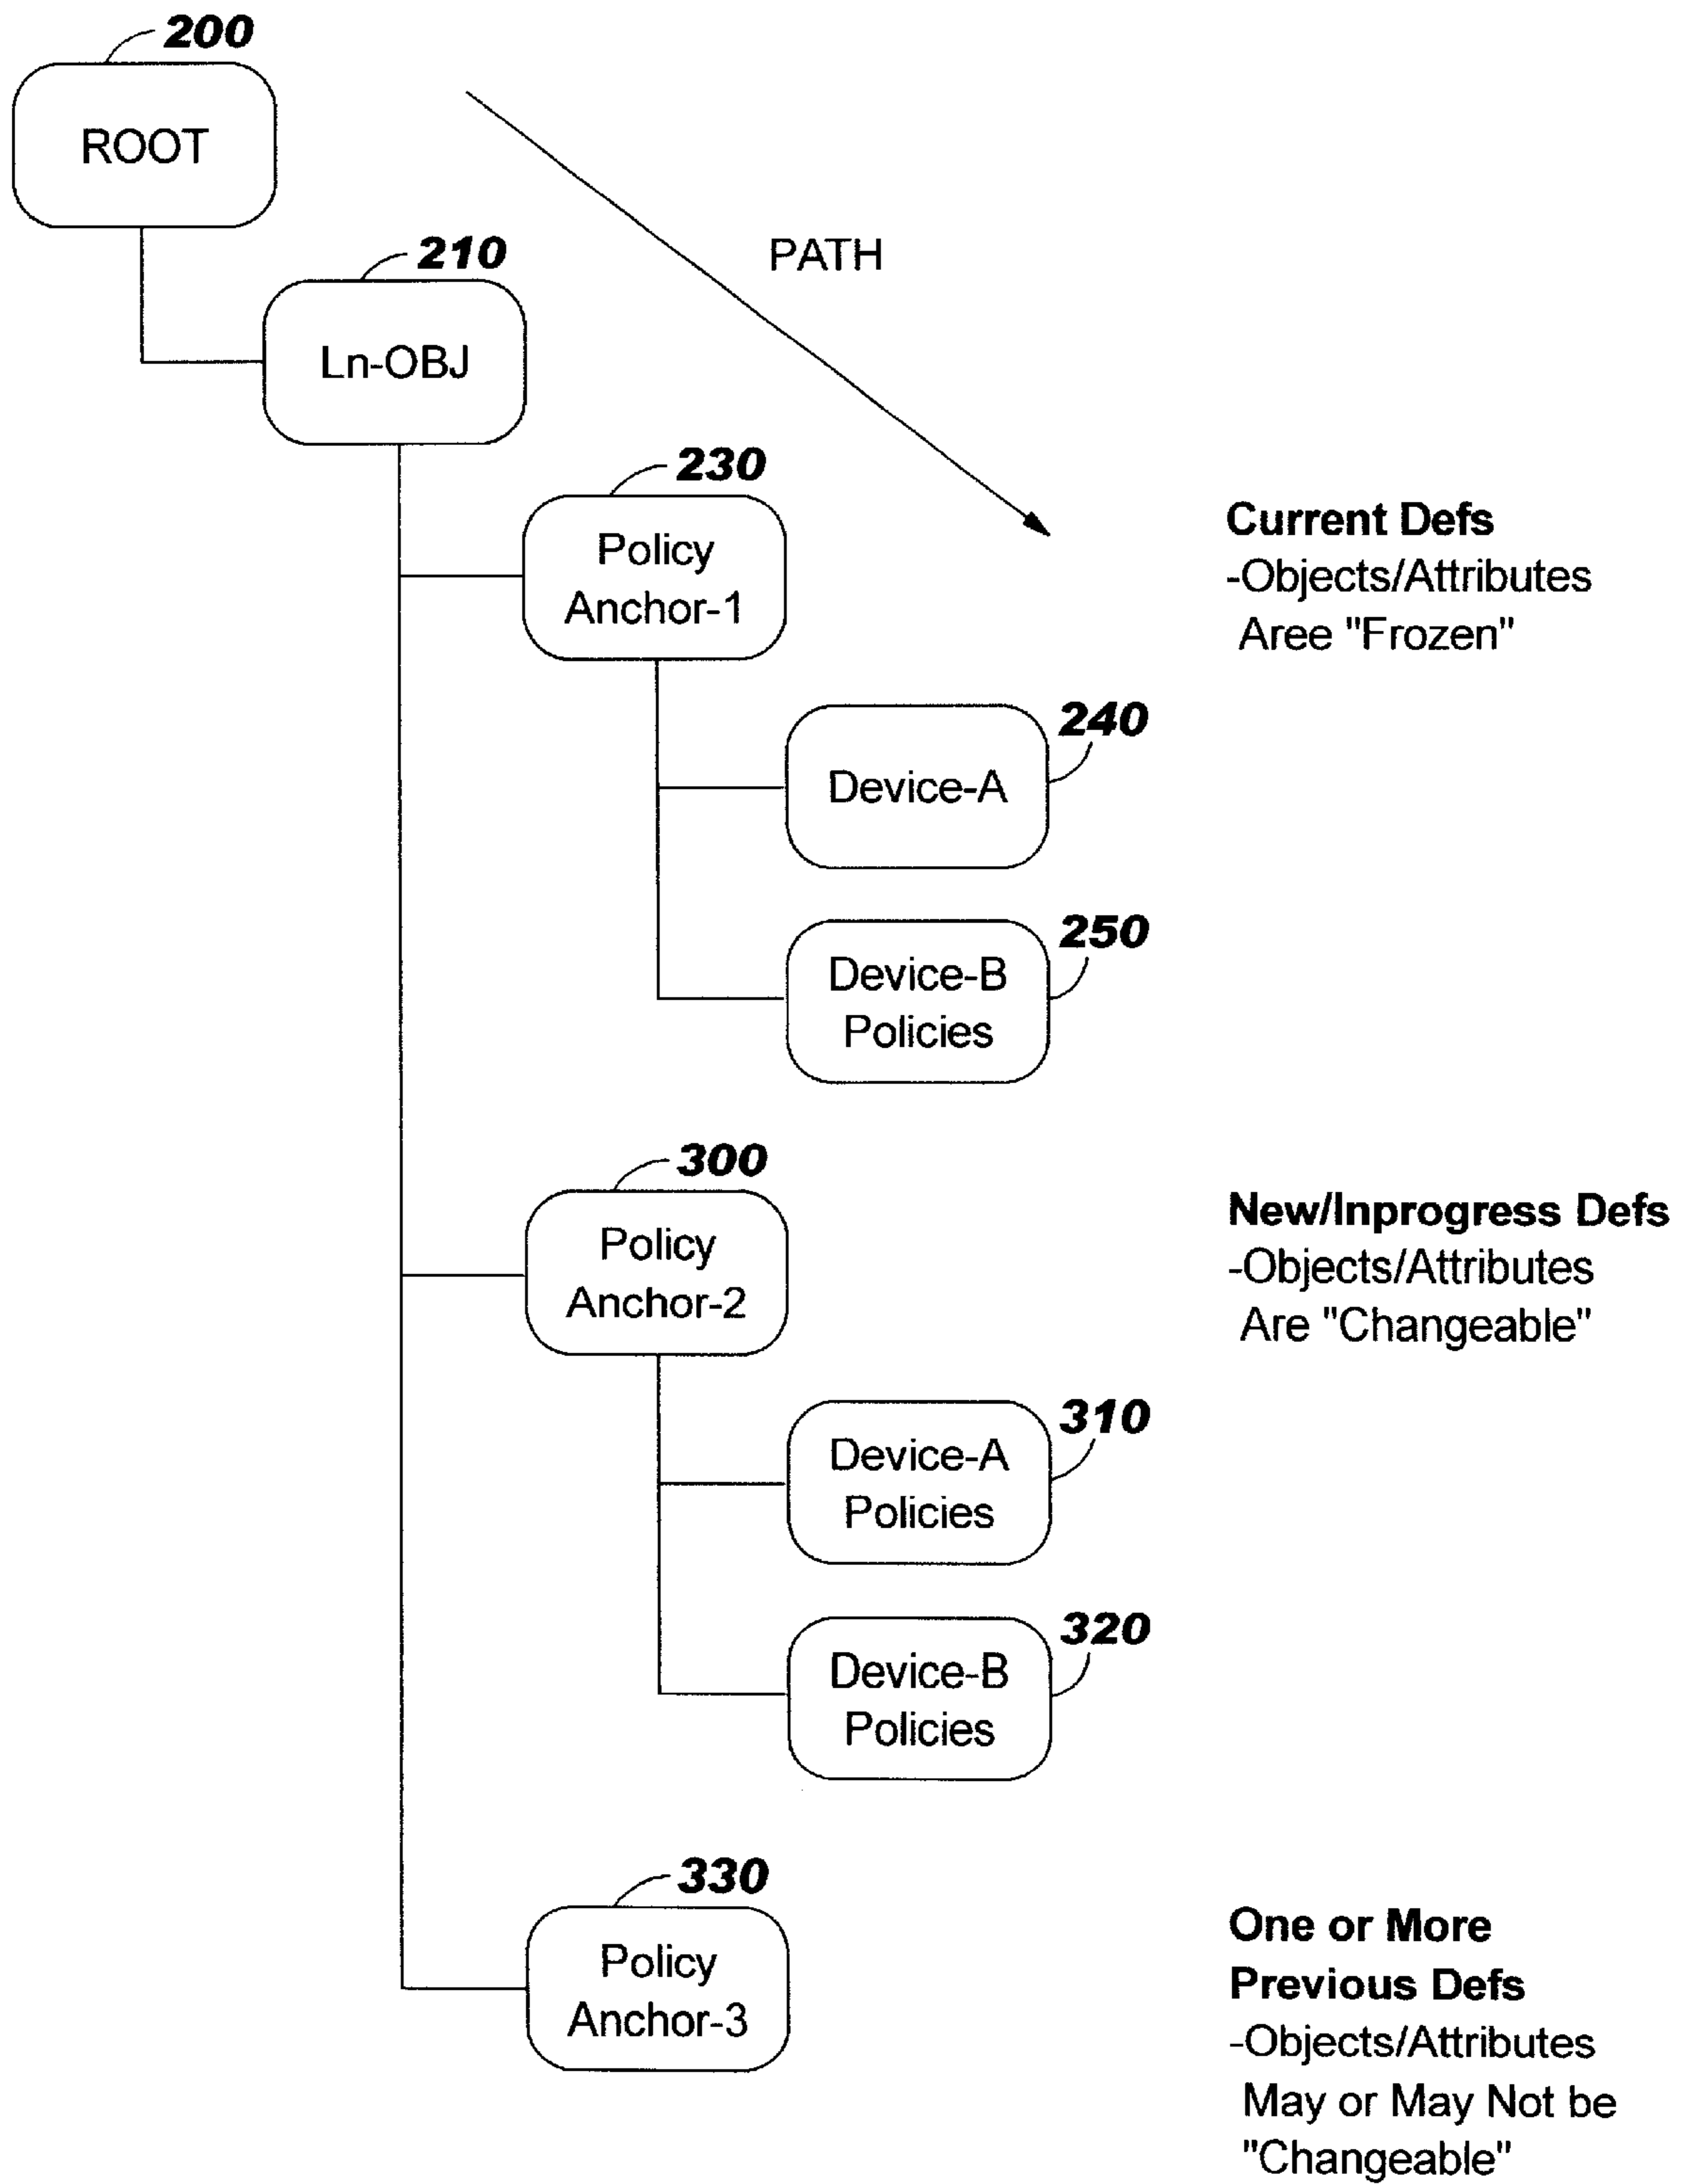 200
ROOT
210
PATH
Ln-OBJ
230
Policy
Anchor-1
Current Defs
-Objects/Attributes
Aree "Frozen"
240
Device-A
250
Device-B
Policies
300
Policy
Anchor-2
New/Inprogress Defs
-Objects/Attributes
Are "Changeable"
310
Device-A
Policies
320
Device-B
Policies
330
Policy
Anchor-3
One or More
Previous Defs
-Objects/Attributes
May or May Not be
"Changeable"